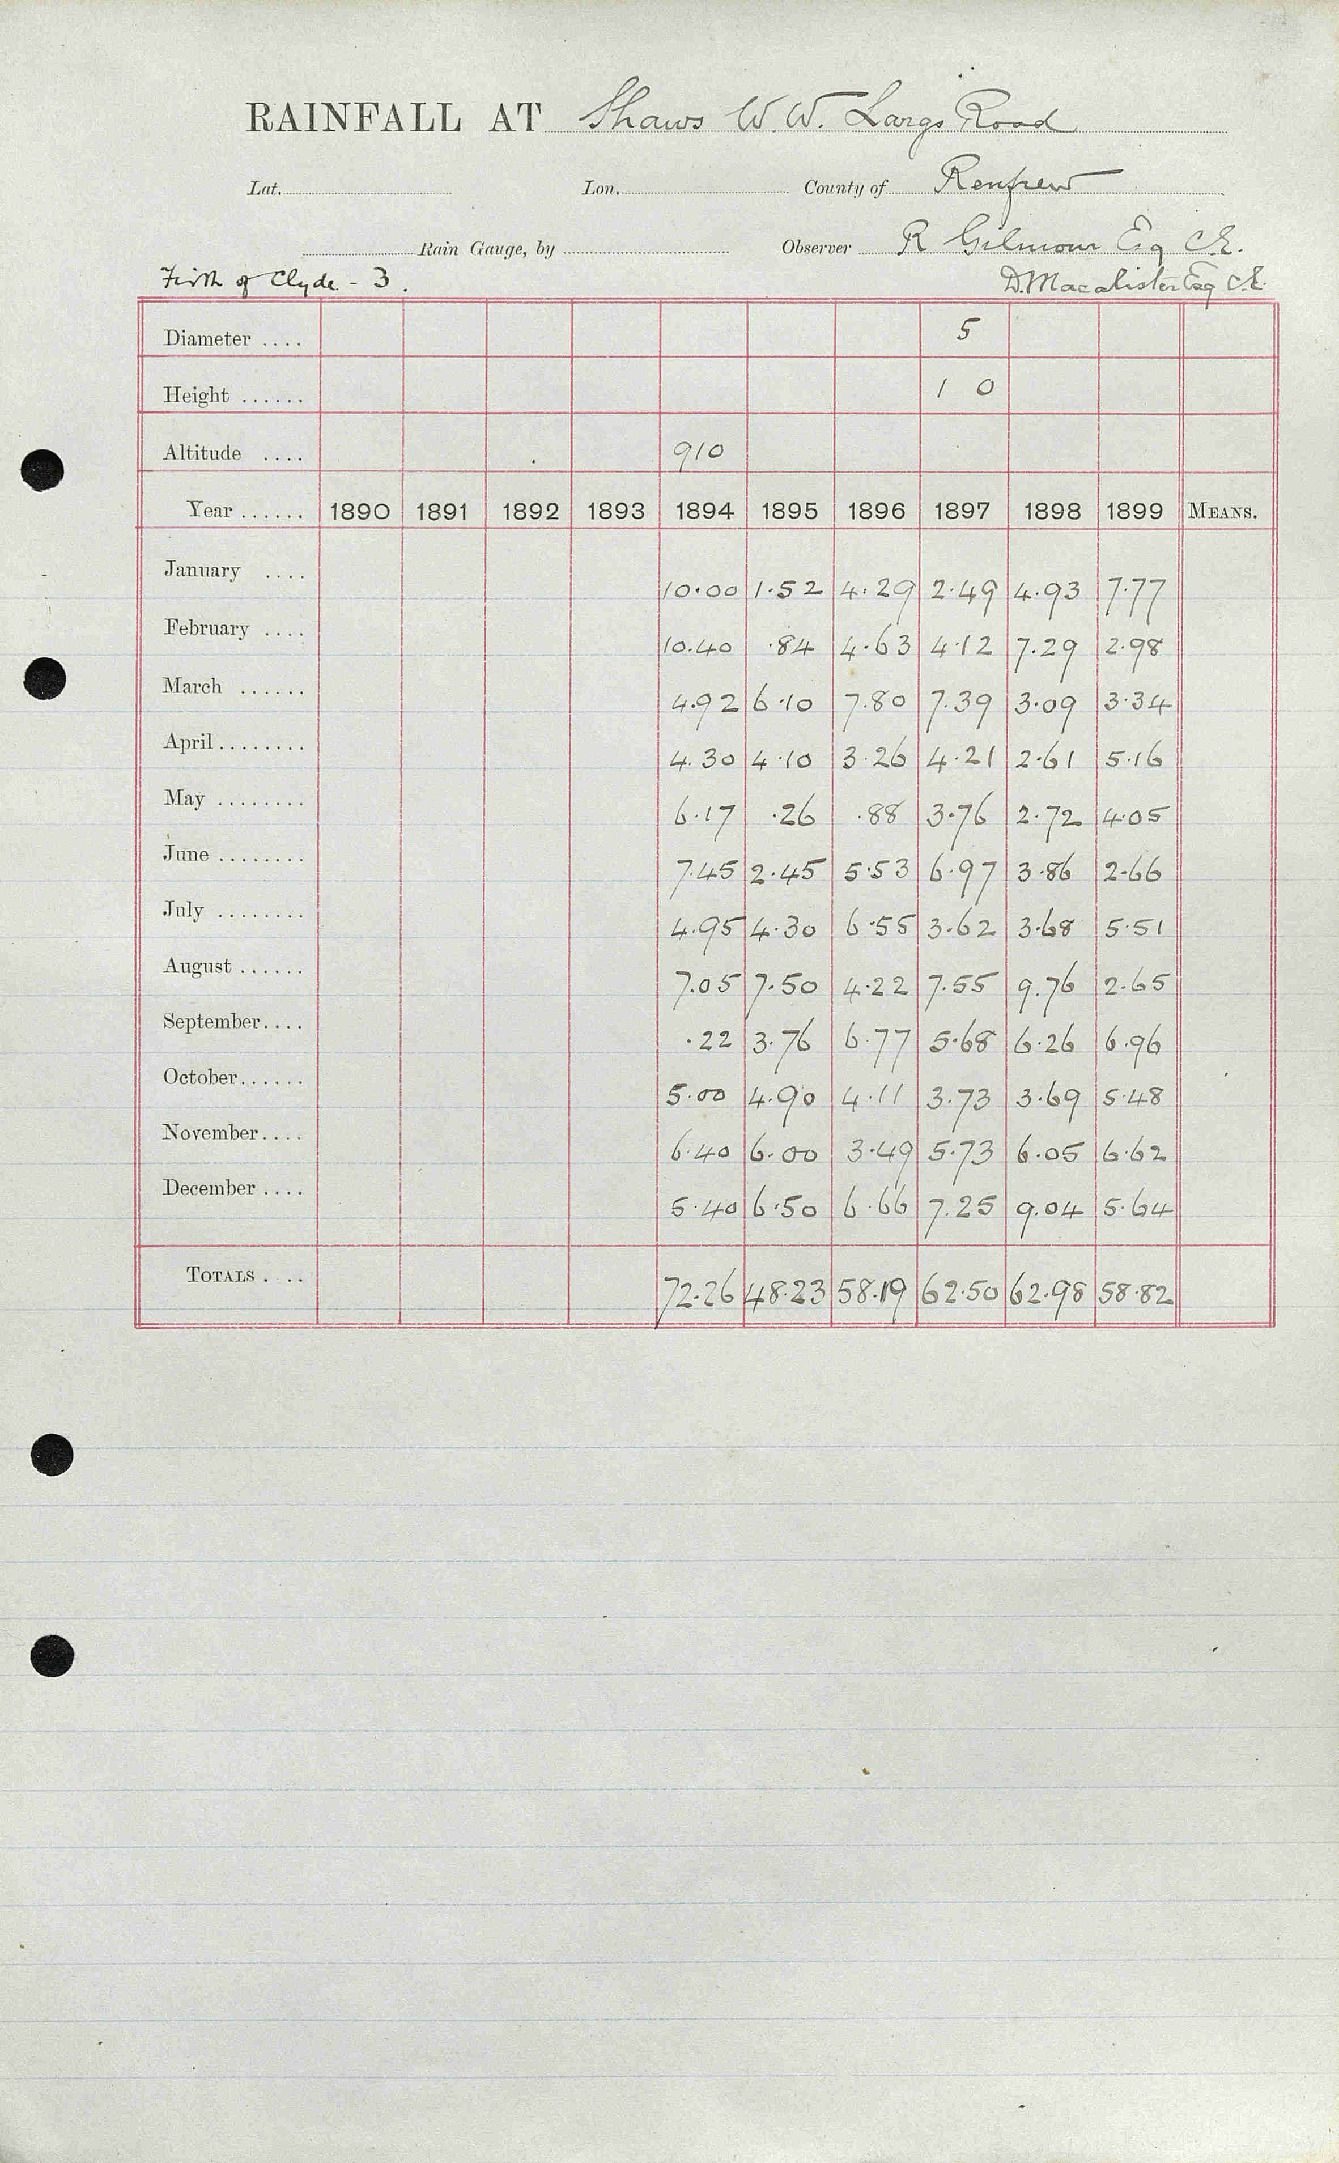 RAINFALL AT Shaws W.W. Largs Road
Lat. Lon. County of Renfrew
Rain Gauge, by Observer R Gilmour Esq C.E.
Firth of Clyde - 3. D. Macalister Esq C.E.
Diameter .... 5
Height ...... 1 0
Altitude .... 910
Year ...... 1890 1891 1892 1893 1894 1895 1896 1897 1898 1899 MEANS.
January .... 10.00 1.52 4.29 2.49 4.93 7.77
February .... 10.40 .84 4.63 4.12 7.29 2.98
March ...... 4.92 6.10 7.80 7.39 3.09 3.34
April........ 4.30 4.10 3.26 4.21 2.61 5.16
May ........ 6.17 .26 .88 3.76 2.72 4.05
June ........ 7.45 2.45 5.53 6.97 3.86 2.66
July ........ 4.95 4.30 6.55 3.62 3.68 5.51
August ...... 7.05 7.50 4.22 7.55 9.76 2.65
September.... .22 3.76 6.77 5.68 6.26 6.96
October...... 5.00 4.90 4.11 3.73 3.69 5.48
November.... 6.40 6.00 3.49 5.73 6.05 6.62
December .... 5.40 6.50 6.66 7.25 9.04 5.64
TOTALS . .. 72.26 48.23 58.19 62.50 62.98 58.82